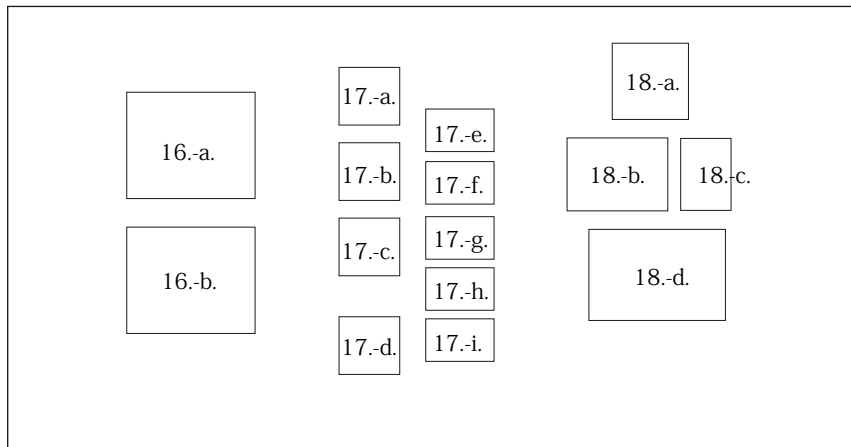 16.-a.
16.-b.
17.-a.
17.-b.
17.-c.
17.-d.
17.-e.
17.-f.
17.-g.
17.-h.
17.-i.
18.-a.
18.-b.
18.-c.
18.-d.